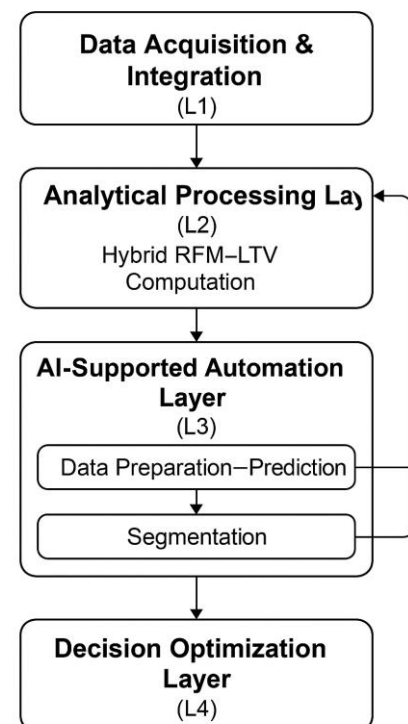 Data Acquisition &
Integration
(L1)
Analytical Processing Lay
(L2)
Hybrid RFM–LTV
Computation
AI-Supported Automation
Layer
(L3)
Data Preparation–Prediction
Segmentation
Decision Optimization
Layer
(L4)